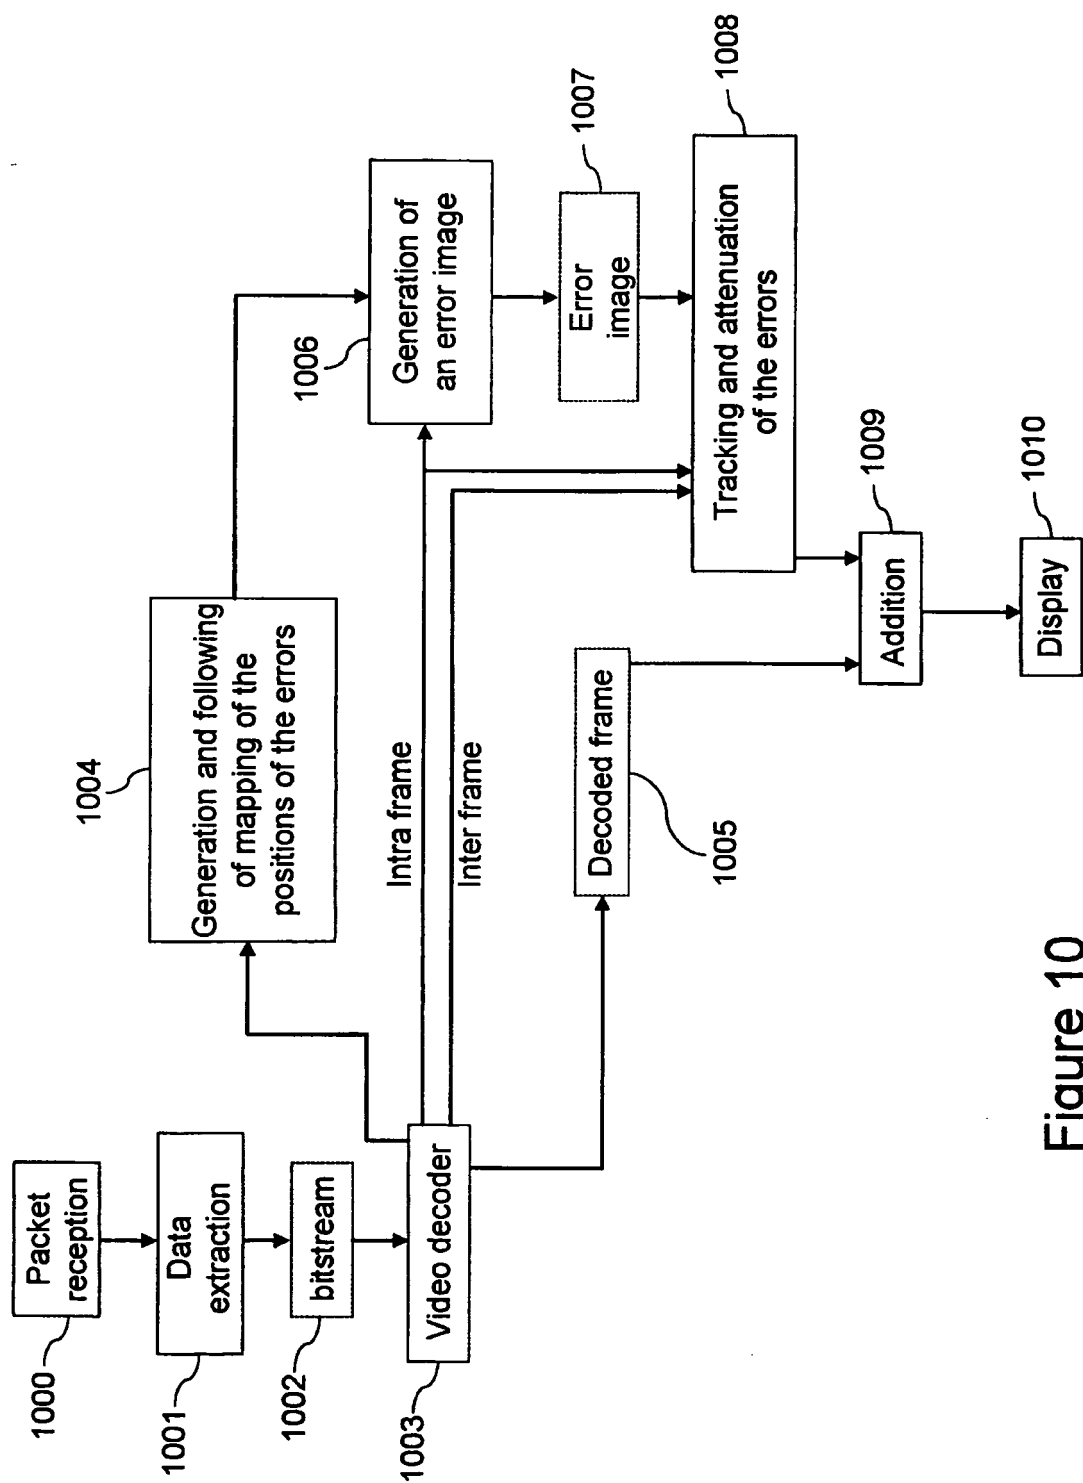 1000
Packet
reception
1001
Data
extraction
1002
bitstream
1003
Video decoder
1004
Generation and following
of mapping of the
positions of the errors
Intra frame
Inter frame
1005
Decoded frame
1006
Generation of
an error image
1007
Error
image
1008
Tracking and attenuation
of the errors
1009
Addition
1010
Display
Figure 10